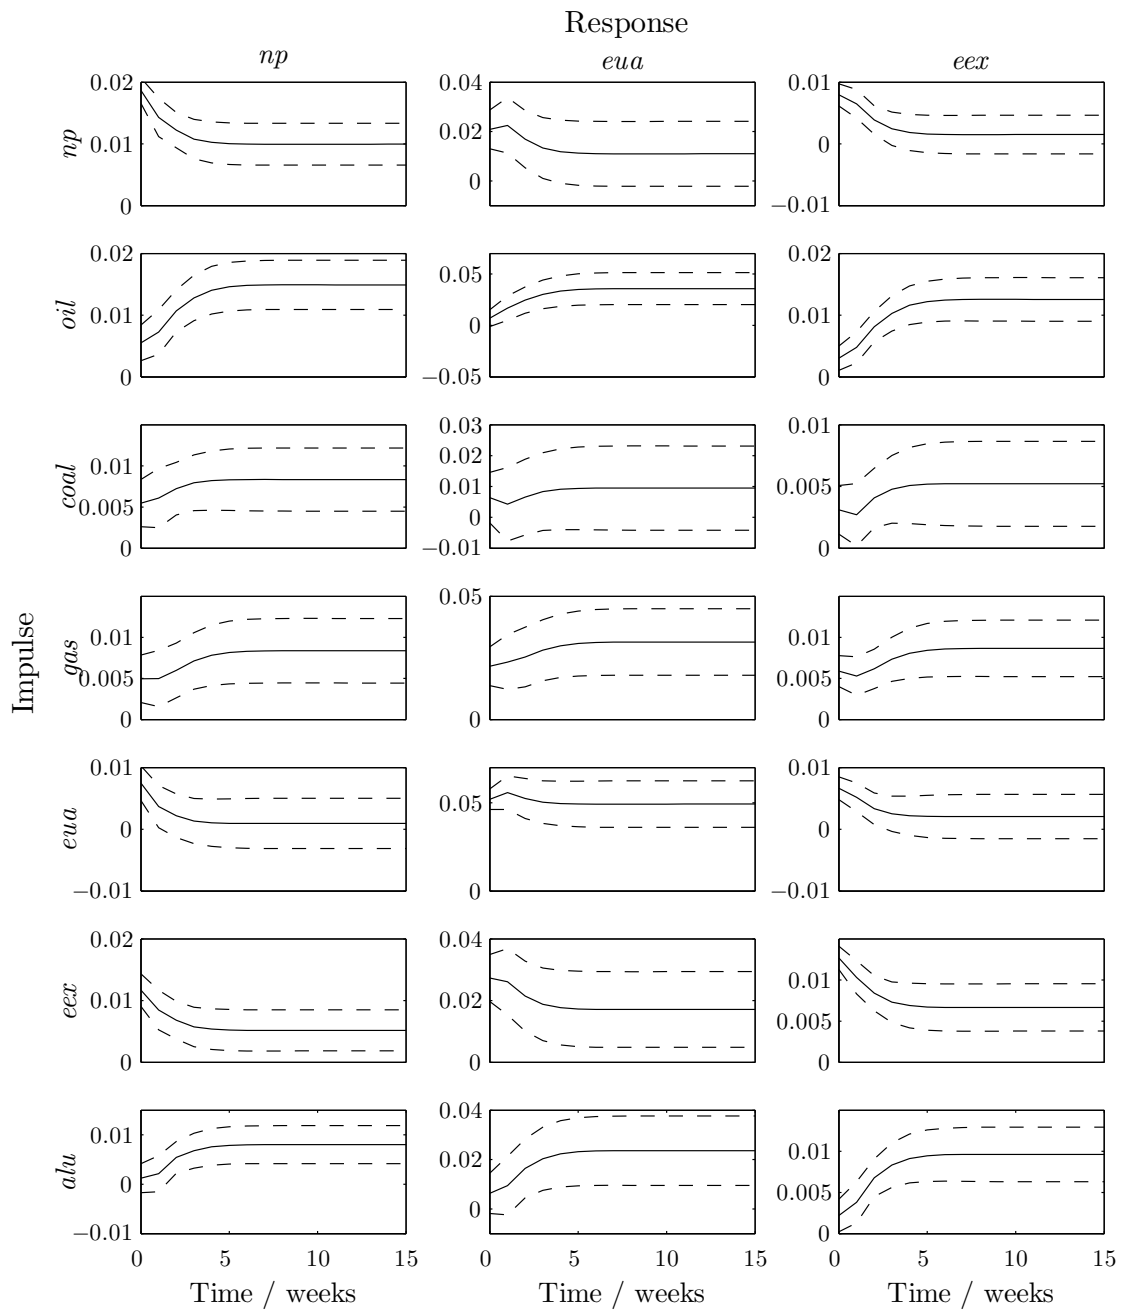 Response
np eua eex
Impulse
np
0.02 0.04 0.01
0.01 0.02 0
0 0 −0.01
oil
0.02 0.05 0.02
0.01 0 0.01
0 −0.05 0
coal
0.01 0.03 0.01
0.005 0.02 0.005
0 0.01 0
0
−0.01
gas
0.01 0.05 0.01
0.005 0 0.005
0 0
eua
0.01 0.05 0.01
0 0 0
−0.01 −0.01
eex
0.02 0.04 0.01
0.01 0.02 0.005
0 0 0
alu
0.01 0.04 0.01
0 0.02 0.005
−0.01 0 0
0 5 10 15 0 5 10 15 0 5 10 15
Time / weeks Time / weeks Time / weeks